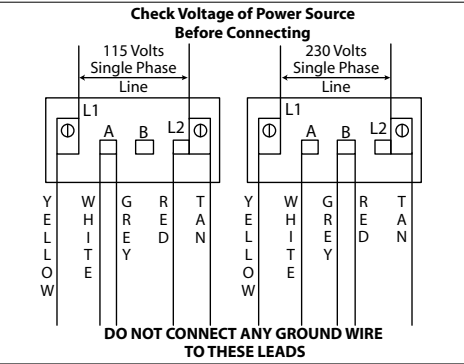 Check Voltage of Power Source
Before Connecting
115 Volts
Single Phase
Line
L1
A
B
L2
YELLOW
WHITE
GREY
RED
TAN
230 Volts
Single Phase
Line
L1
A
B
L2
YELLOW
WHITE
GREY
RED
TAN
DO NOT CONNECT ANY GROUND WIRE
TO THESE LEADS